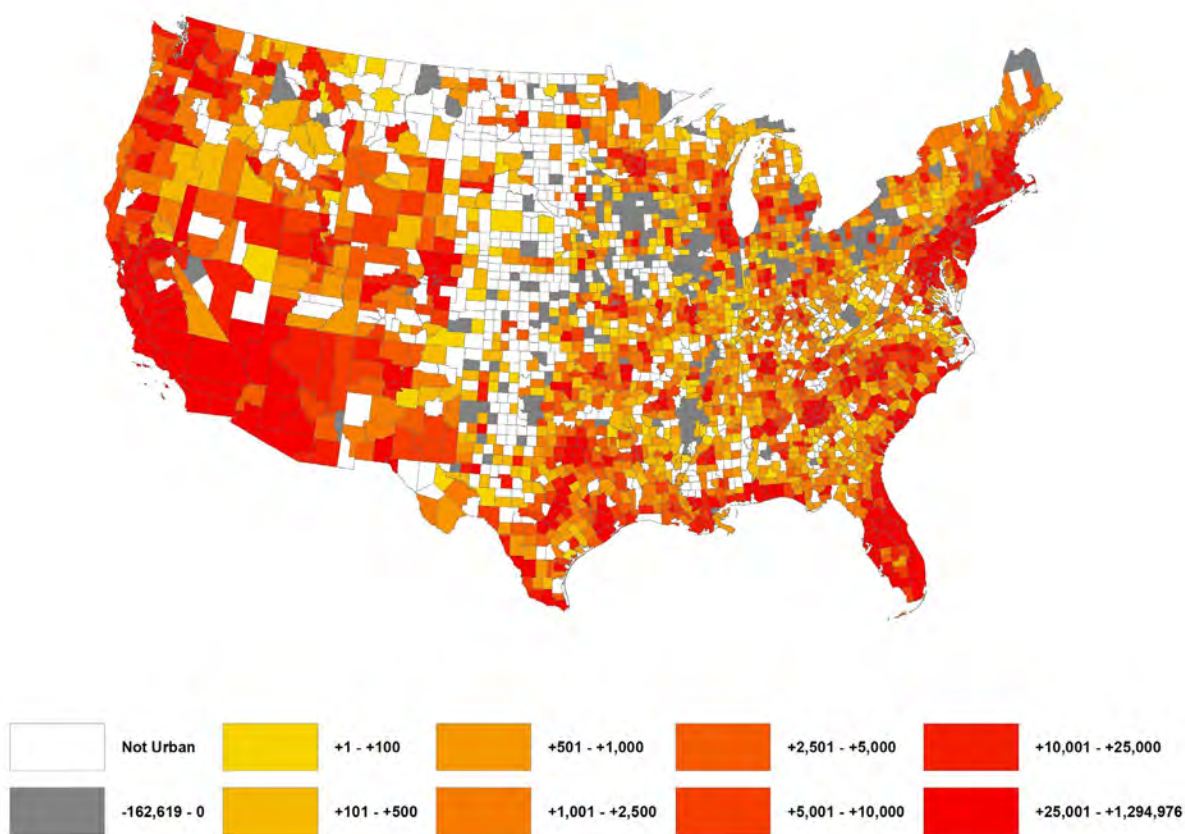 Not Urban
+1 - +100
+501 - +1,000
+2,501 - +5,000
+10,001 - +25,000
-162,619 - 0
+101 - +500
+1,001 - +2,500
+5,001 - +10,000
+25,001 - +1,294,976